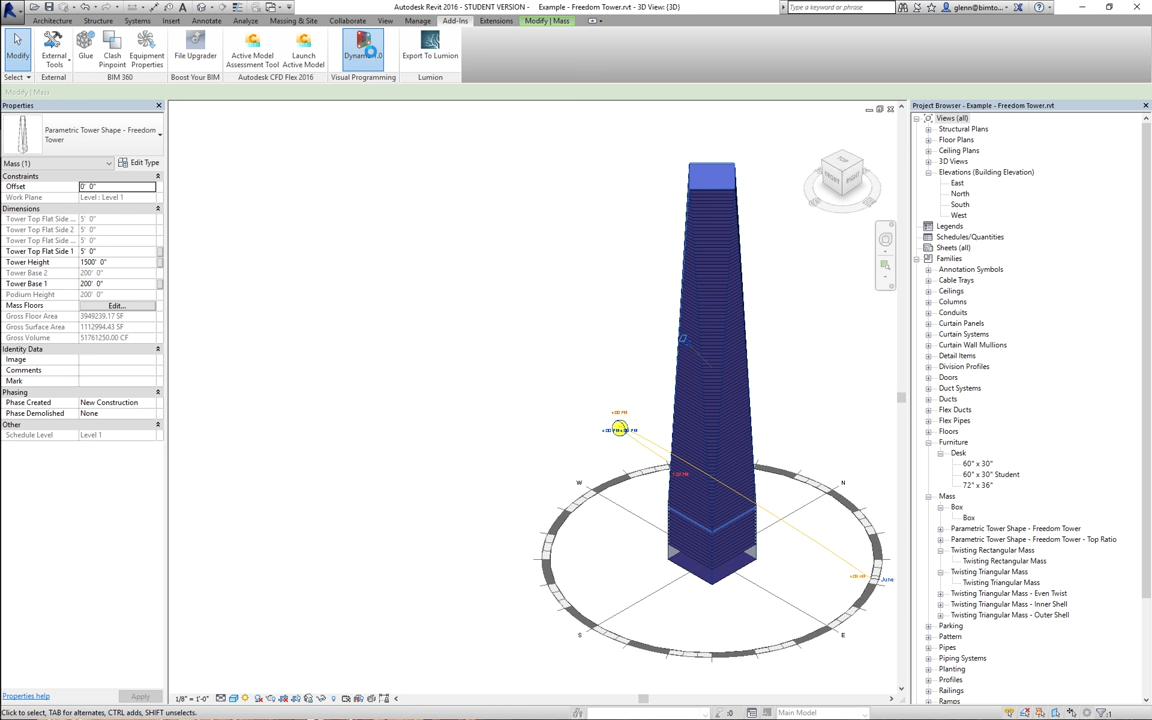 Autodesk Revit 2016 - STUDENT VERSION -    Example - Freedom Tower.rvt - 3D View: {3D}
Type a keyword or phrase
glenn@bimto...
Architecture Structure Systems Insert Annotate Analyze Massing & Site Collaborate View Manage Add-Ins Extensions Modify | Mass
Modify
External Tools
Glue
Clash Pinpoint
Equipment Properties
File Upgrader
Active Model Assessment Tool
Launch Active Model
Export To Lumion
Select External BIM 360 Boost Your BIM Autodesk CFD Flex 2016 Visual Programming Lumion
Modify | Mass
Properties
Parametric Tower Shape - Freedom Tower
Mass (1)
Edit Type
Constraints
Offset 0' 0"
Work Plane Level : Level 1
Dimensions
Tower Top Flat Side ... 5' 0"
Tower Top Flat Side 2 5' 0"
Tower Top Flat Side ... 5' 0"
Tower Top Flat Side 1 5' 0"
Tower Height 1500' 0"
Tower Base 2 200' 0"
Tower Base 1 200' 0"
Podium Height 200' 0"
Mass Floors Edit...
Gross Floor Area 3949239.17 SF
Gross Surface Area 1112994.43 SF
Gross Volume 51761250.00 CF
Identity Data
Image
Comments
Mark
Phasing
Phase Created New Construction
Phase Demolished None
Other
Schedule Level Level 1
Properties help
Apply
TOP
FRONT
RIGHT
W
N
S
E
June
Project Browser - Example - Freedom Tower.rvt
Views (all)
Structural Plans
Floor Plans
Ceiling Plans
3D Views
Elevations (Building Elevation)
East
North
South
West
Legends
Schedules/Quantities
Sheets (all)
Families
Annotation Symbols
Cable Trays
Ceilings
Columns
Conduits
Curtain Panels
Curtain Systems
Curtain Wall Mullions
Detail Items
Division Profiles
Doors
Duct Systems
Ducts
Flex Ducts
Flex Pipes
Floors
Furniture
Desk
60" x 30"
60" x 30" Student
72" x 36"
Mass
Box
Box
Parametric Tower Shape - Freedom Tower
Parametric Tower Shape - Freedom Tower - Top Ratio
Twisting Rectangular Mass
Twisting Rectangular Mass
Twisting Triangular Mass
Twisting Triangular Mass
Twisting Triangular Mass - Even Twist
Twisting Triangular Mass - Inner Shell
Twisting Triangular Mass - Outer Shell
Parking
Pattern
Pipes
Piping Systems
Planting
Profiles
Railings
Ramps
1/8" = 1'-0"
Click to select, TAB for alternates, CTRL adds, SHIFT unselects.
:0
Main Model
:1